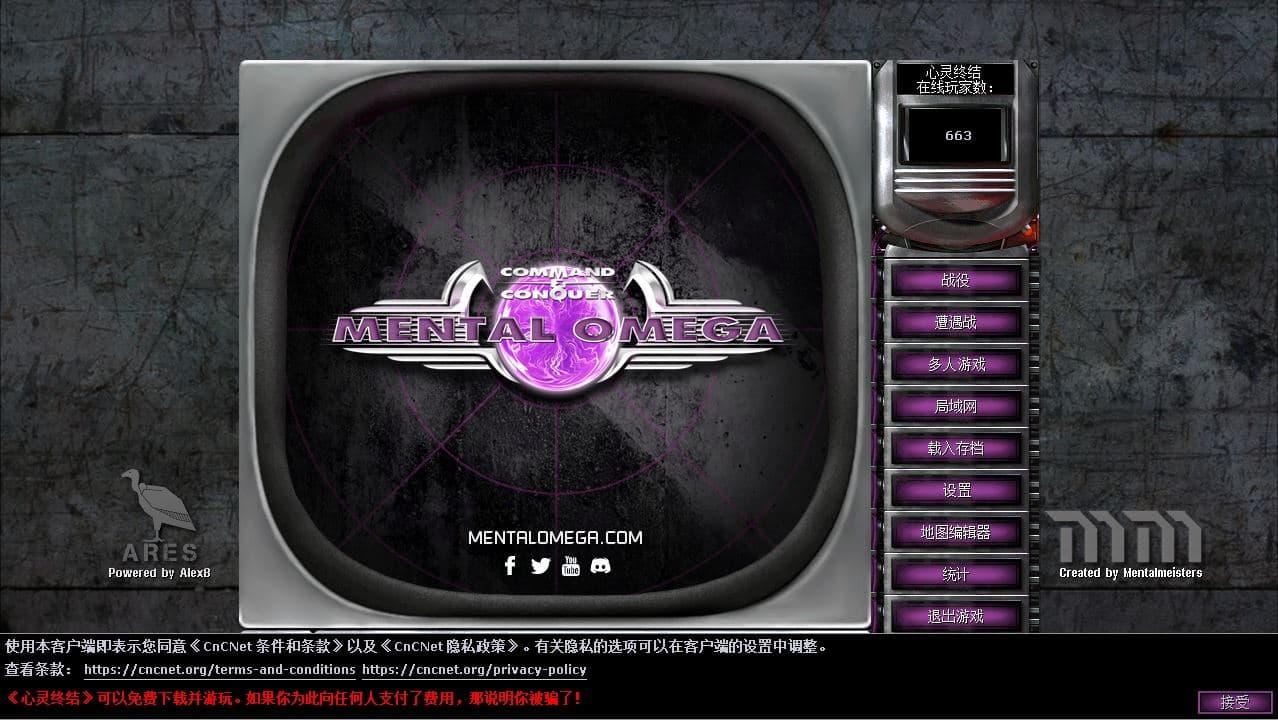 心灵终结
在线玩家数：
663
COMMAND
&
CONQUER
MENTAL OMEGA
战役
遭遇战
多人游戏
局域网
载入存档
设置
地图编辑器
统计
退出游戏
MENTALOMEGA.COM
You
Tube
ARES
Powered by AlexB
mm
Created by Mentalmeisters
使用本客户端即表示您同意《CnCNet 条件和条款》以及《CnCNet 隐私政策》。有关隐私的选项可以在客户端的设置中调整。
查看条款： https://cncnet.org/terms-and-conditions https://cncnet.org/privacy-policy
《心灵终结》可以免费下载并游玩。如果你为此向任何人支付了费用，那说明你被骗了！
接受